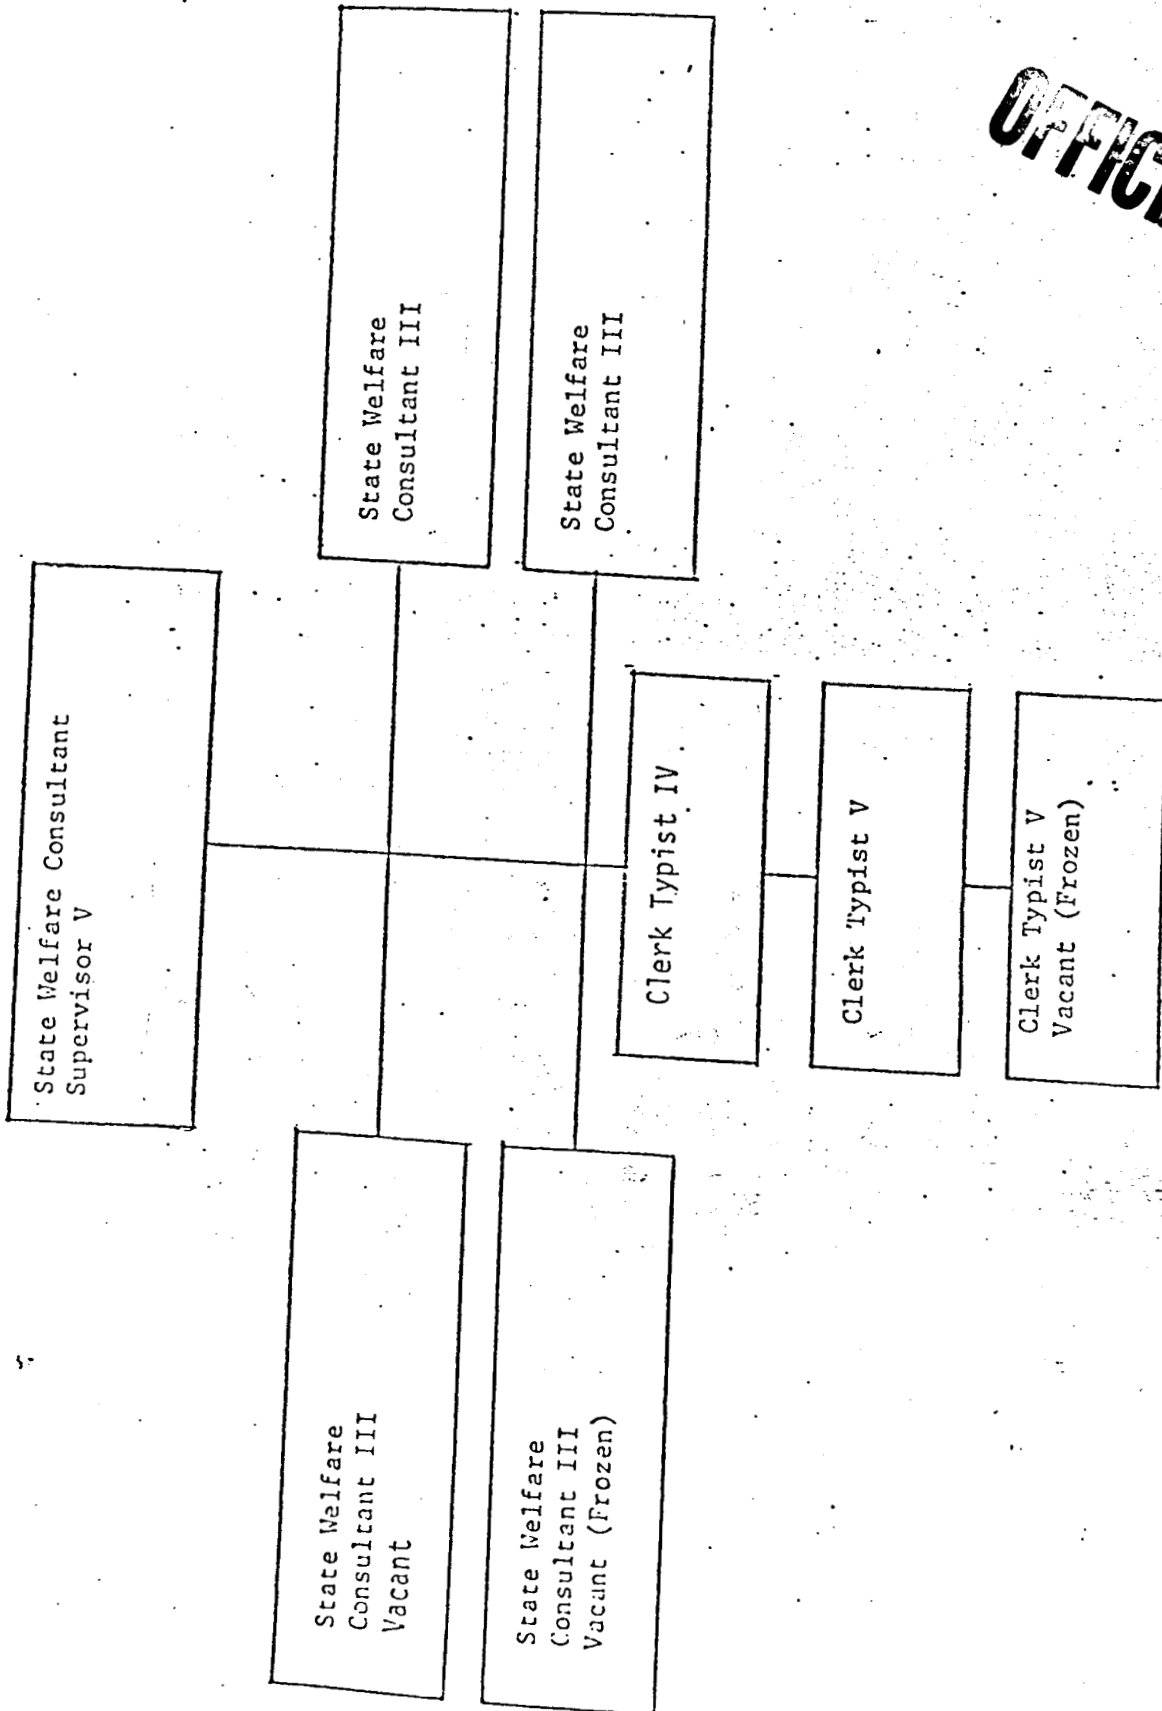 State Welfare Consultant
Supervisor V
State Welfare
Consultant III
Vacant
State Welfare
Consultant III
State Welfare
Consultant III
Vacant (Frozen)
State Welfare
Consultant III
Clerk Typist IV
Clerk Typist V
Clerk Typist V
Vacant (Frozen)